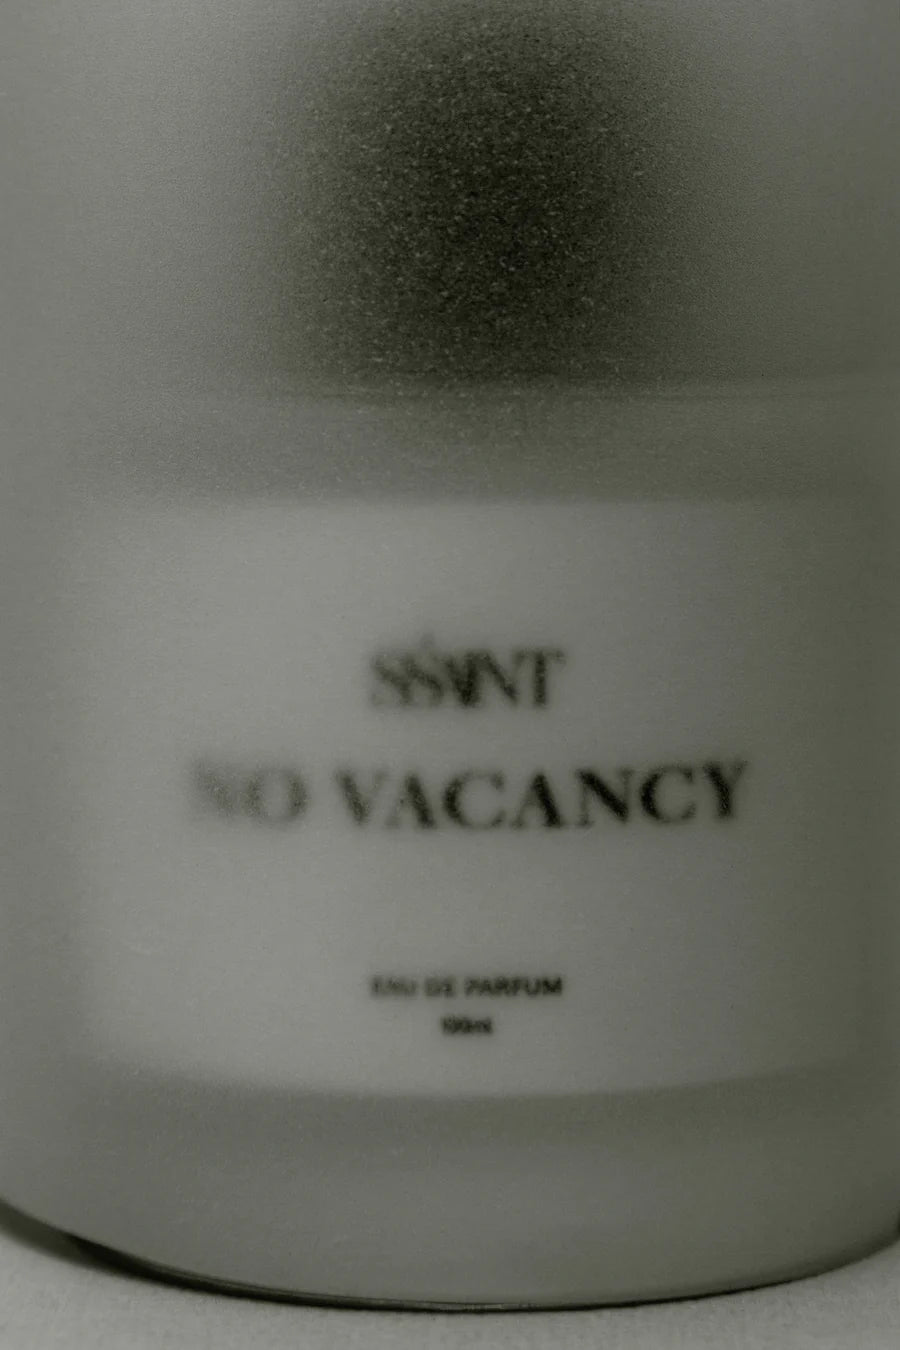 SSAINT
NO VACANCY
EAU DE PARFUM
100ml